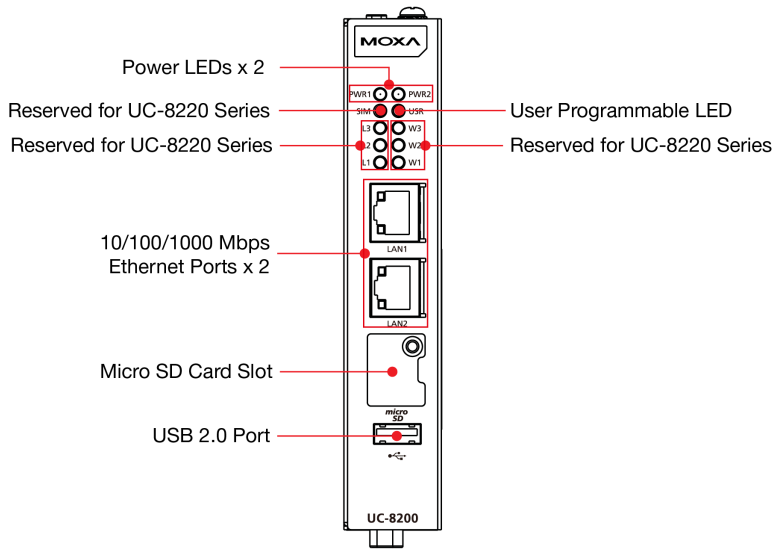 MOXA
Power LEDs x 2
PWR1
PWR2
Reserved for UC-8220 Series
SIM
USR
User Programmable LED
Reserved for UC-8220 Series
L3
W3
L2
W2
Reserved for UC-8220 Series
L1
W1
10/100/1000 Mbps
Ethernet Ports x 2
LAN1
LAN2
Micro SD Card Slot
micro
SD
USB 2.0 Port
UC-8200